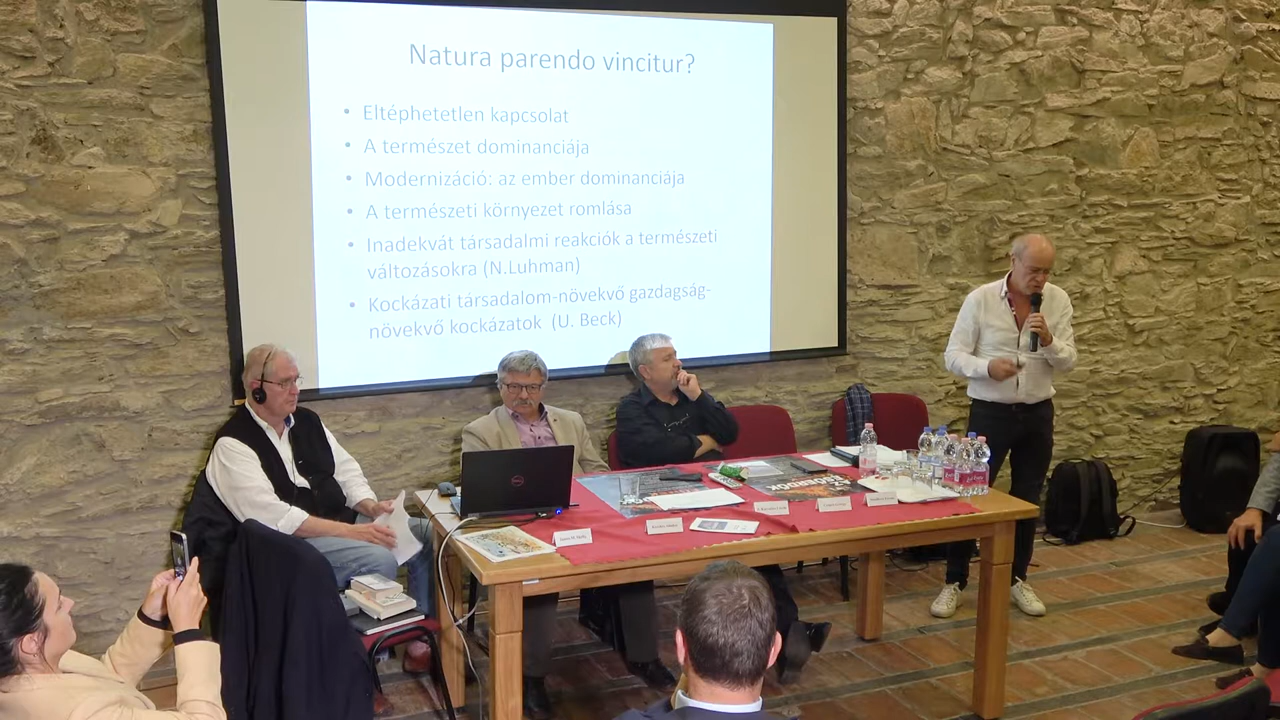 Natura parendo vincitur?
• Eltéphetetlen kapcsolat
• A természet dominanciája
• Modernizáció: az ember dominanciája
• A természeti környezet romlása
• Inadekvát társadalmi reakciók a természeti
változásokra (N.Luhman)
• Kockázati társadalom-növekvő gazdagság-
növekvő kockázatok (U. Beck)
DELL